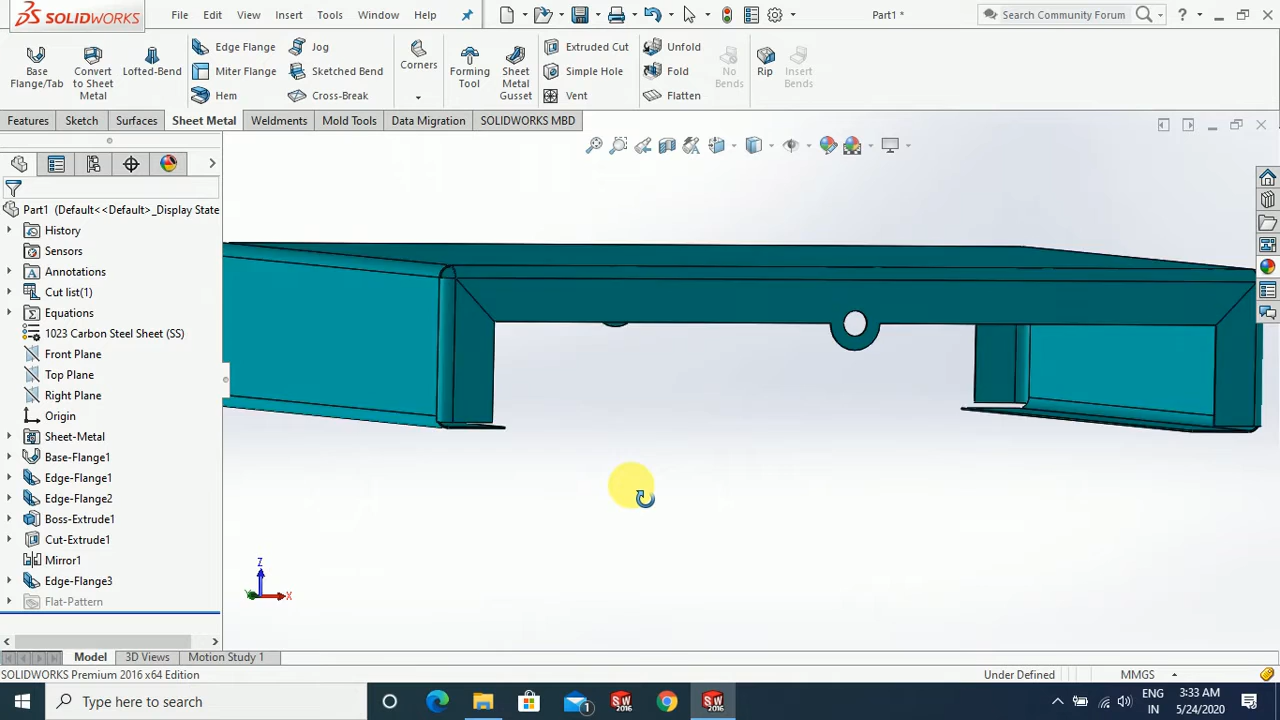 SOLIDWORKS File Edit View Insert Tools Window Help Part1 * Search Community Forum ?
Base Flange/Tab
Convert to Sheet Metal
Lofted-Bend
Edge Flange
Miter Flange
Hem
Jog
Sketched Bend
Cross-Break
Corners
Forming Tool
Sheet Metal Gusset
Extruded Cut
Simple Hole
Vent
Unfold
Fold
Flatten
No Bends
Rip
Insert Bends
Features Sketch Surfaces Sheet Metal Weldments Mold Tools Data Migration SOLIDWORKS MBD
Part1 (Default<<Default>_Display State
History
Sensors
Annotations
Cut list(1)
Equations
1023 Carbon Steel Sheet (SS)
Front Plane
Top Plane
Right Plane
Origin
Sheet-Metal
Base-Flange1
Edge-Flange1
Edge-Flange2
Boss-Extrude1
Cut-Extrude1
Mirror1
Edge-Flange3
Flat-Pattern
Z
X
Model 3D Views Motion Study 1
SOLIDWORKS Premium 2016 x64 Edition Under Defined MMGS
Type here to search
1
SW 2016
SW 2016
ENG IN
3:33 AM
5/24/2020